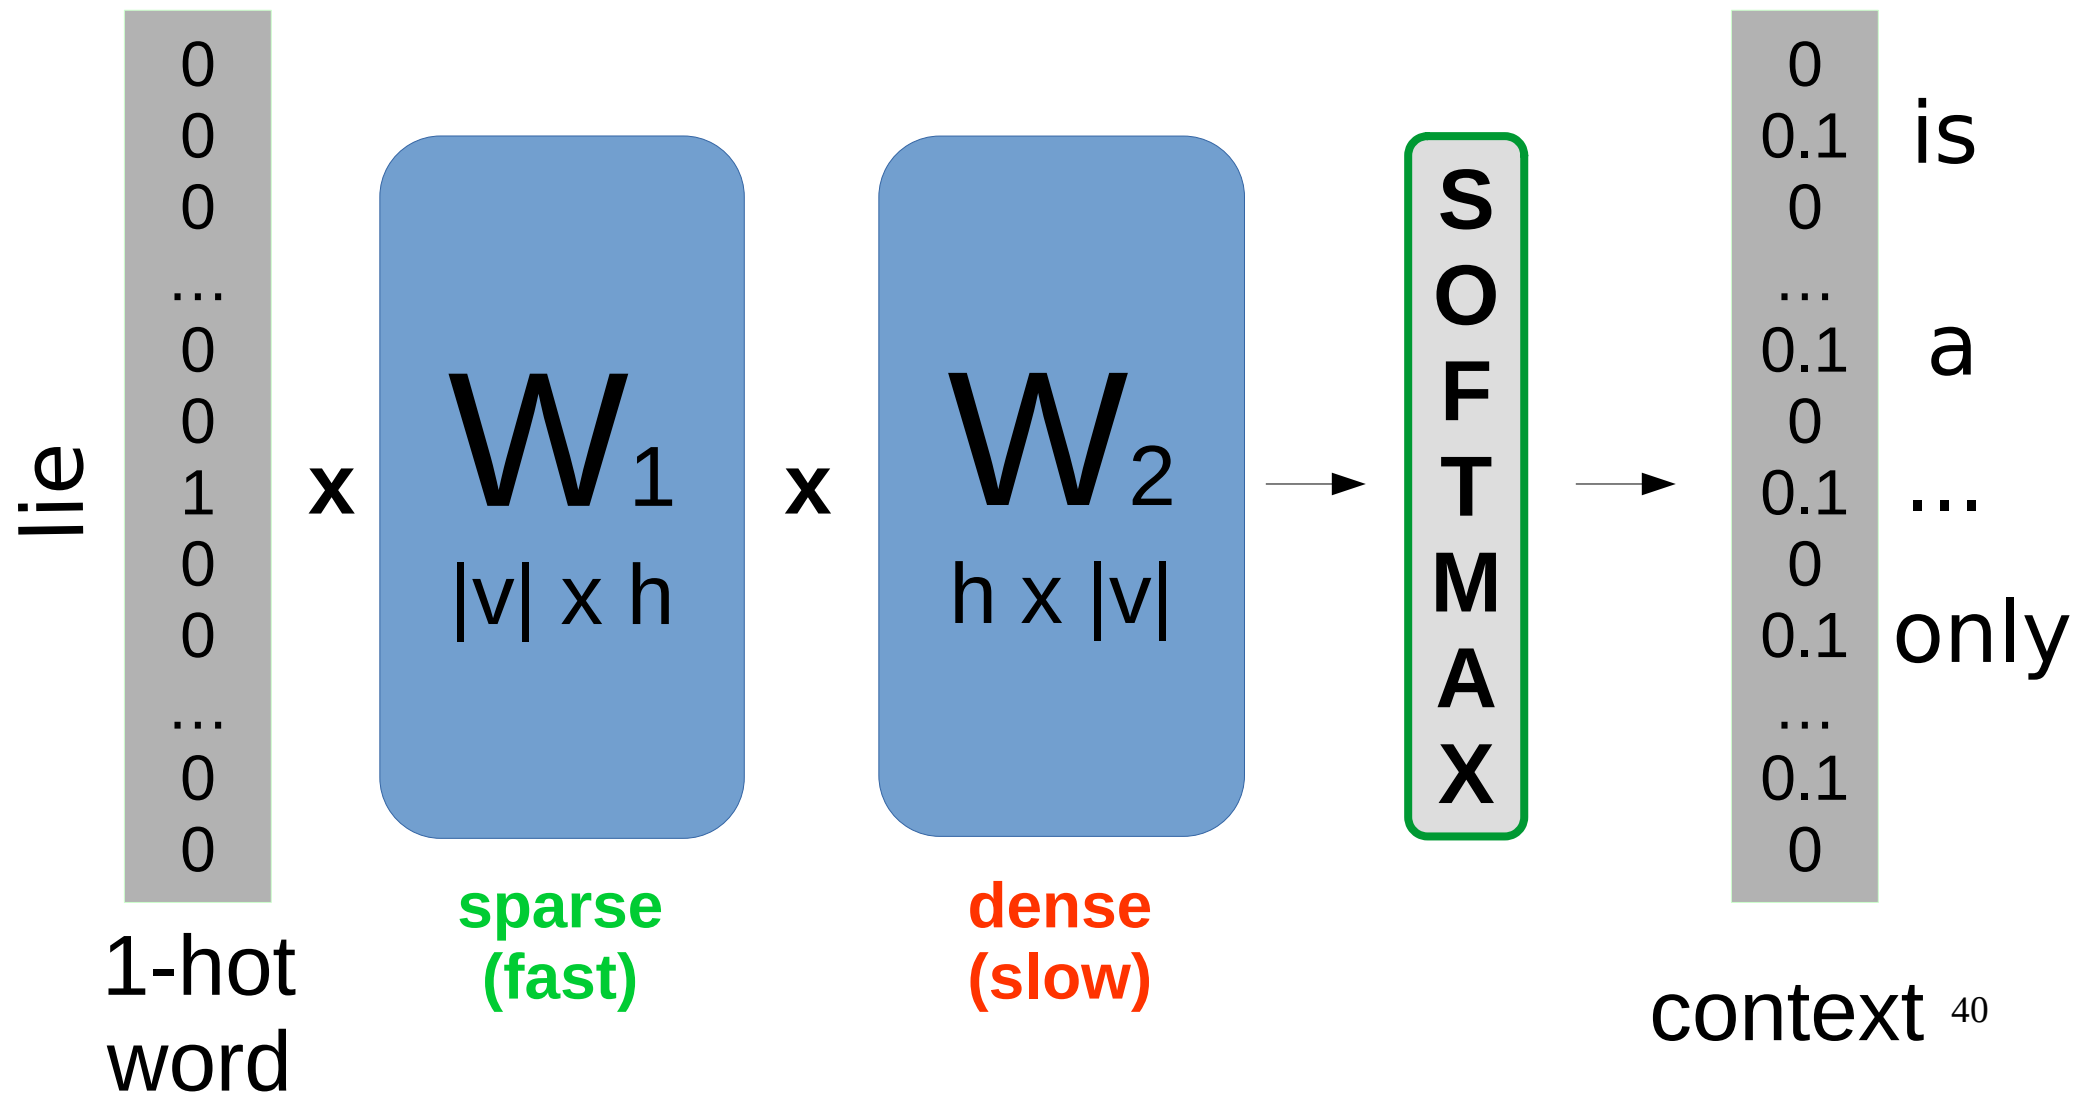 lie
0
0
0
...
0
0
1
0
0
...
0
0
1-hot
word
x
W1
|v| x h
sparse
(fast)
x
W2
h x |v|
dense
(slow)
S
O
F
T
M
A
X
0
0.1
0
...
0.1
0
0.1
0
0.1
...
0.1
0
is
a
...
only
context
40